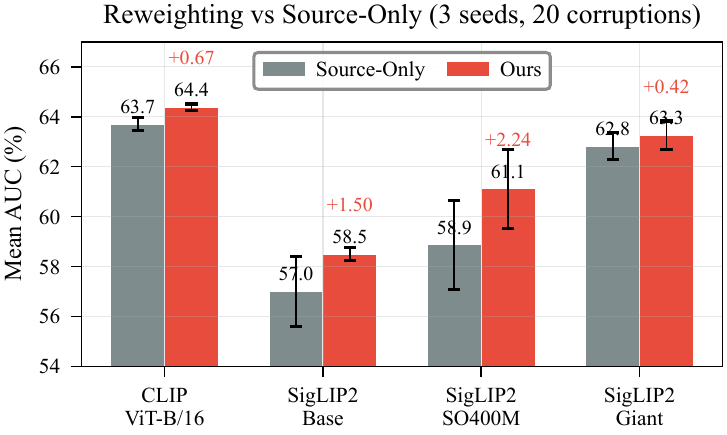 Reweighting vs Source-Only (3 seeds, 20 corruptions)
Mean AUC (%)
66
64
62
60
58
56
54
Source-Only
Ours
+0.67
63.7
64.4
+1.50
57.0
58.5
+2.24
58.9
61.1
+0.42
62.8
63.3
CLIP
ViT-B/16
SigLIP2
Base
SigLIP2
SO400M
SigLIP2
Giant